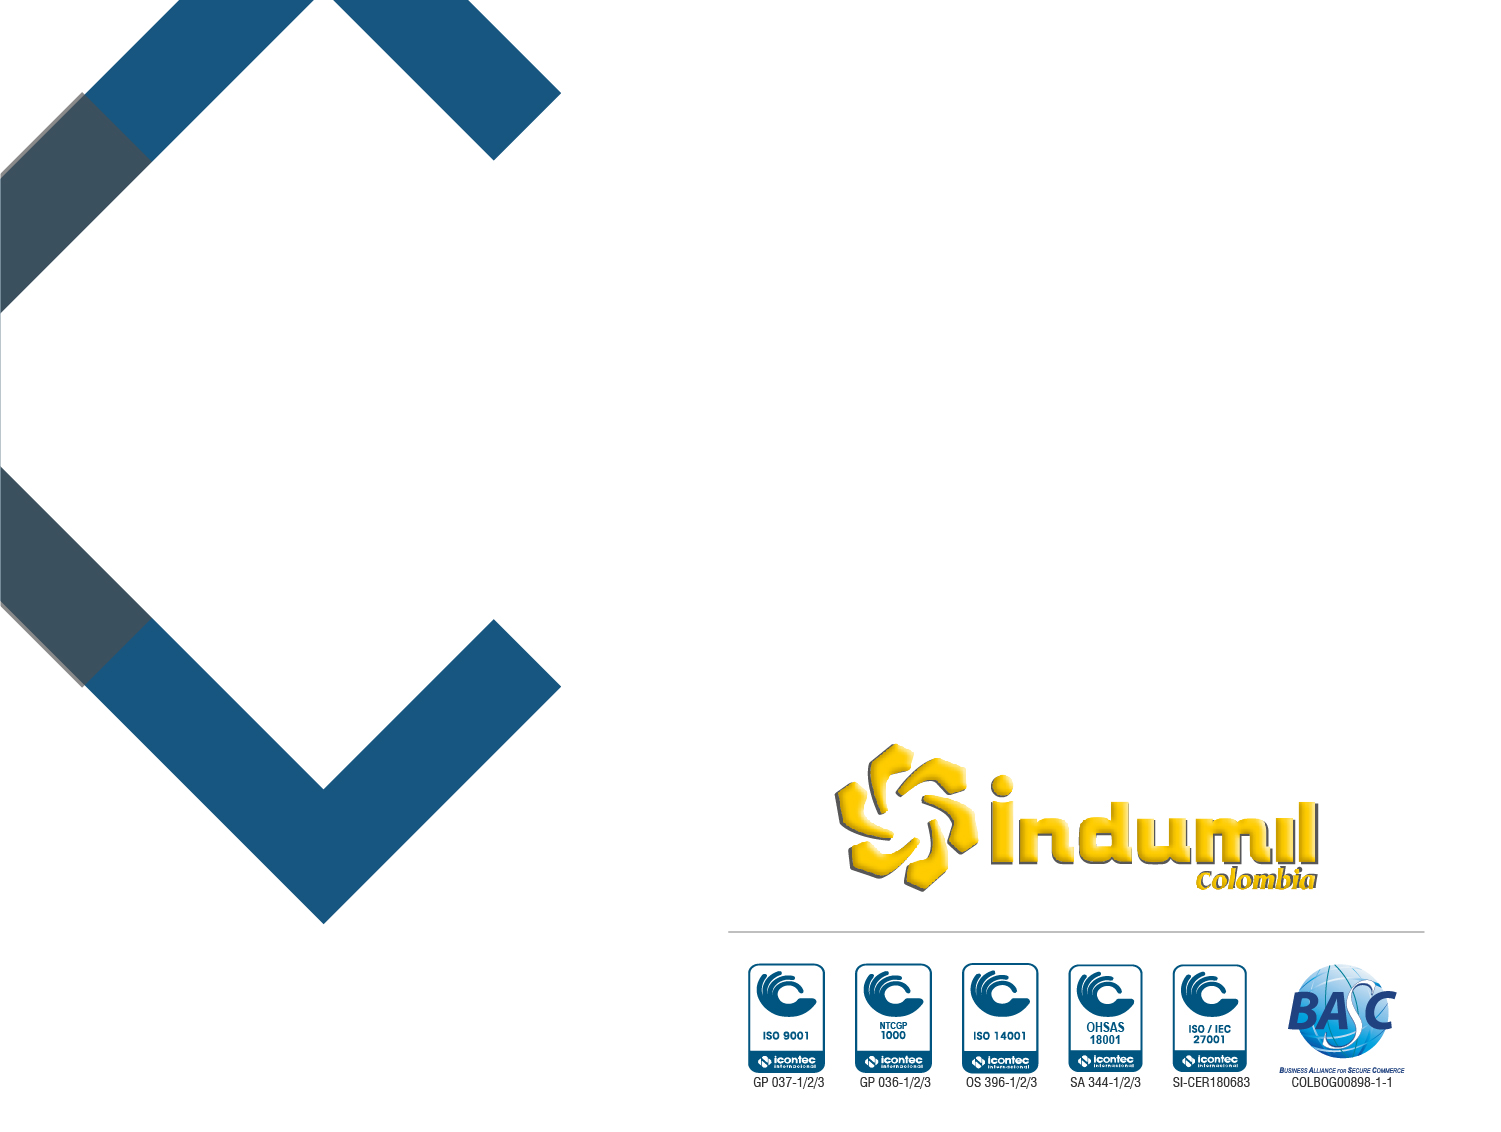 indumil
Colombia
ISO 9001
icontec
internacional
GP 037-1/2/3
NTCGP
1000
icontec
internacional
GP 036-1/2/3
ISO 14001
icontec
internacional
OS 396-1/2/3
OHSAS
18001
icontec
internacional
SA 344-1/2/3
ISO / IEC
27001
icontec
internacional
SI-CER180683
BASC
BUSINESS ALLIANCE FOR SECURE COMMERCE
COLBOG00898-1-1